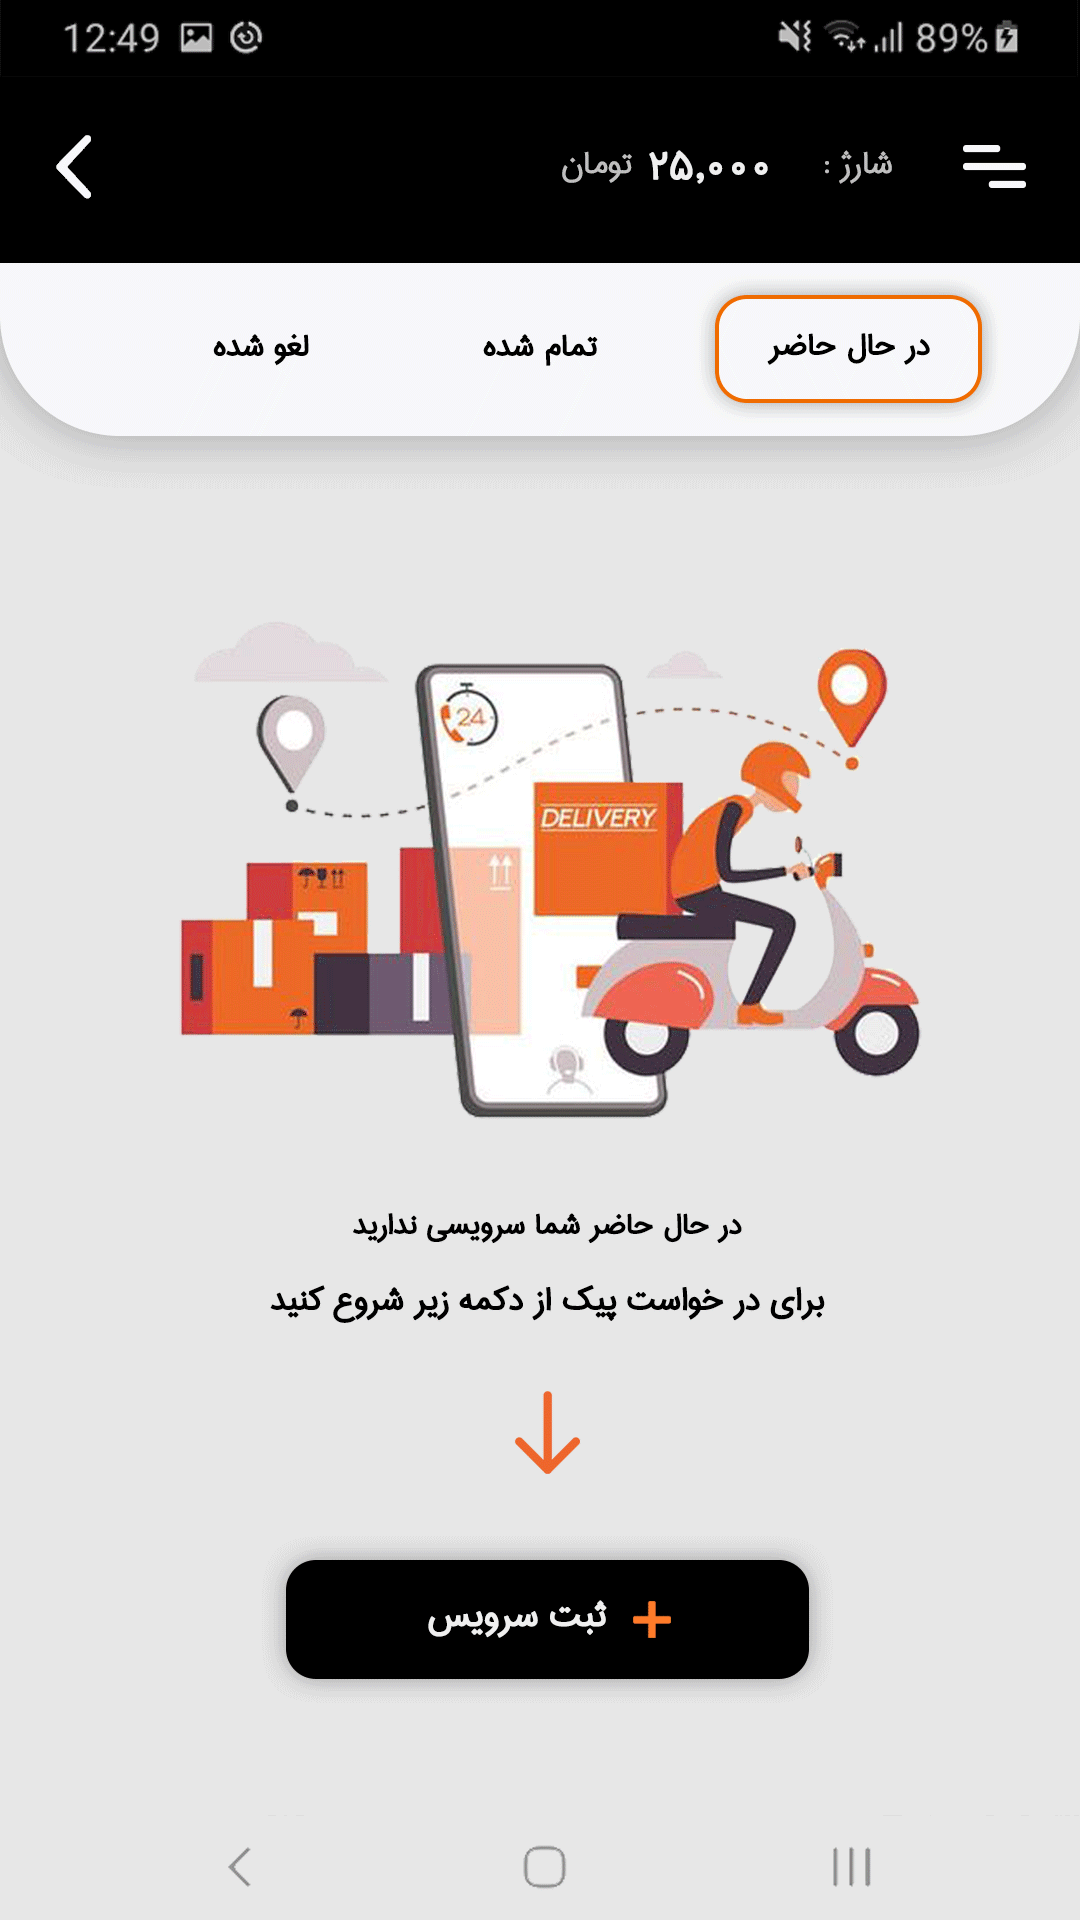 12:49 89%
شارژ : ۲۵,۰۰۰ تومان
در حال حاضر تمام شده لغو شده
24
DELIVERY
در حال حاضر شما سرویسی ندارید
برای در خواست پیک از دکمه زیر شروع کنید
ثبت سرویس